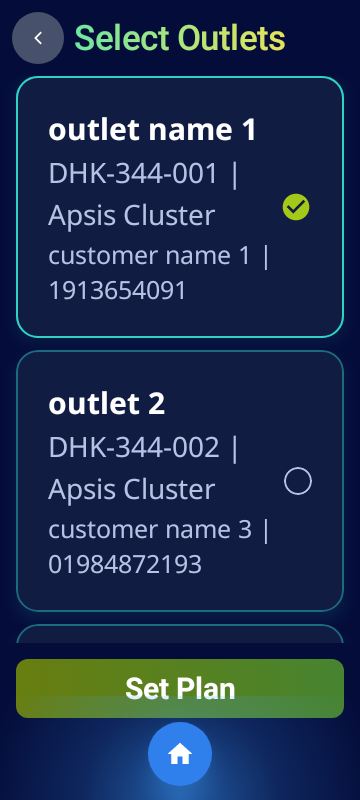 Select Outlets
outlet name 1
DHK-344-001 |
Apsis Cluster
customer name 1 |
1913654091
outlet 2
DHK-344-002 |
Apsis Cluster
customer name 3 |
01984872193
Set Plan